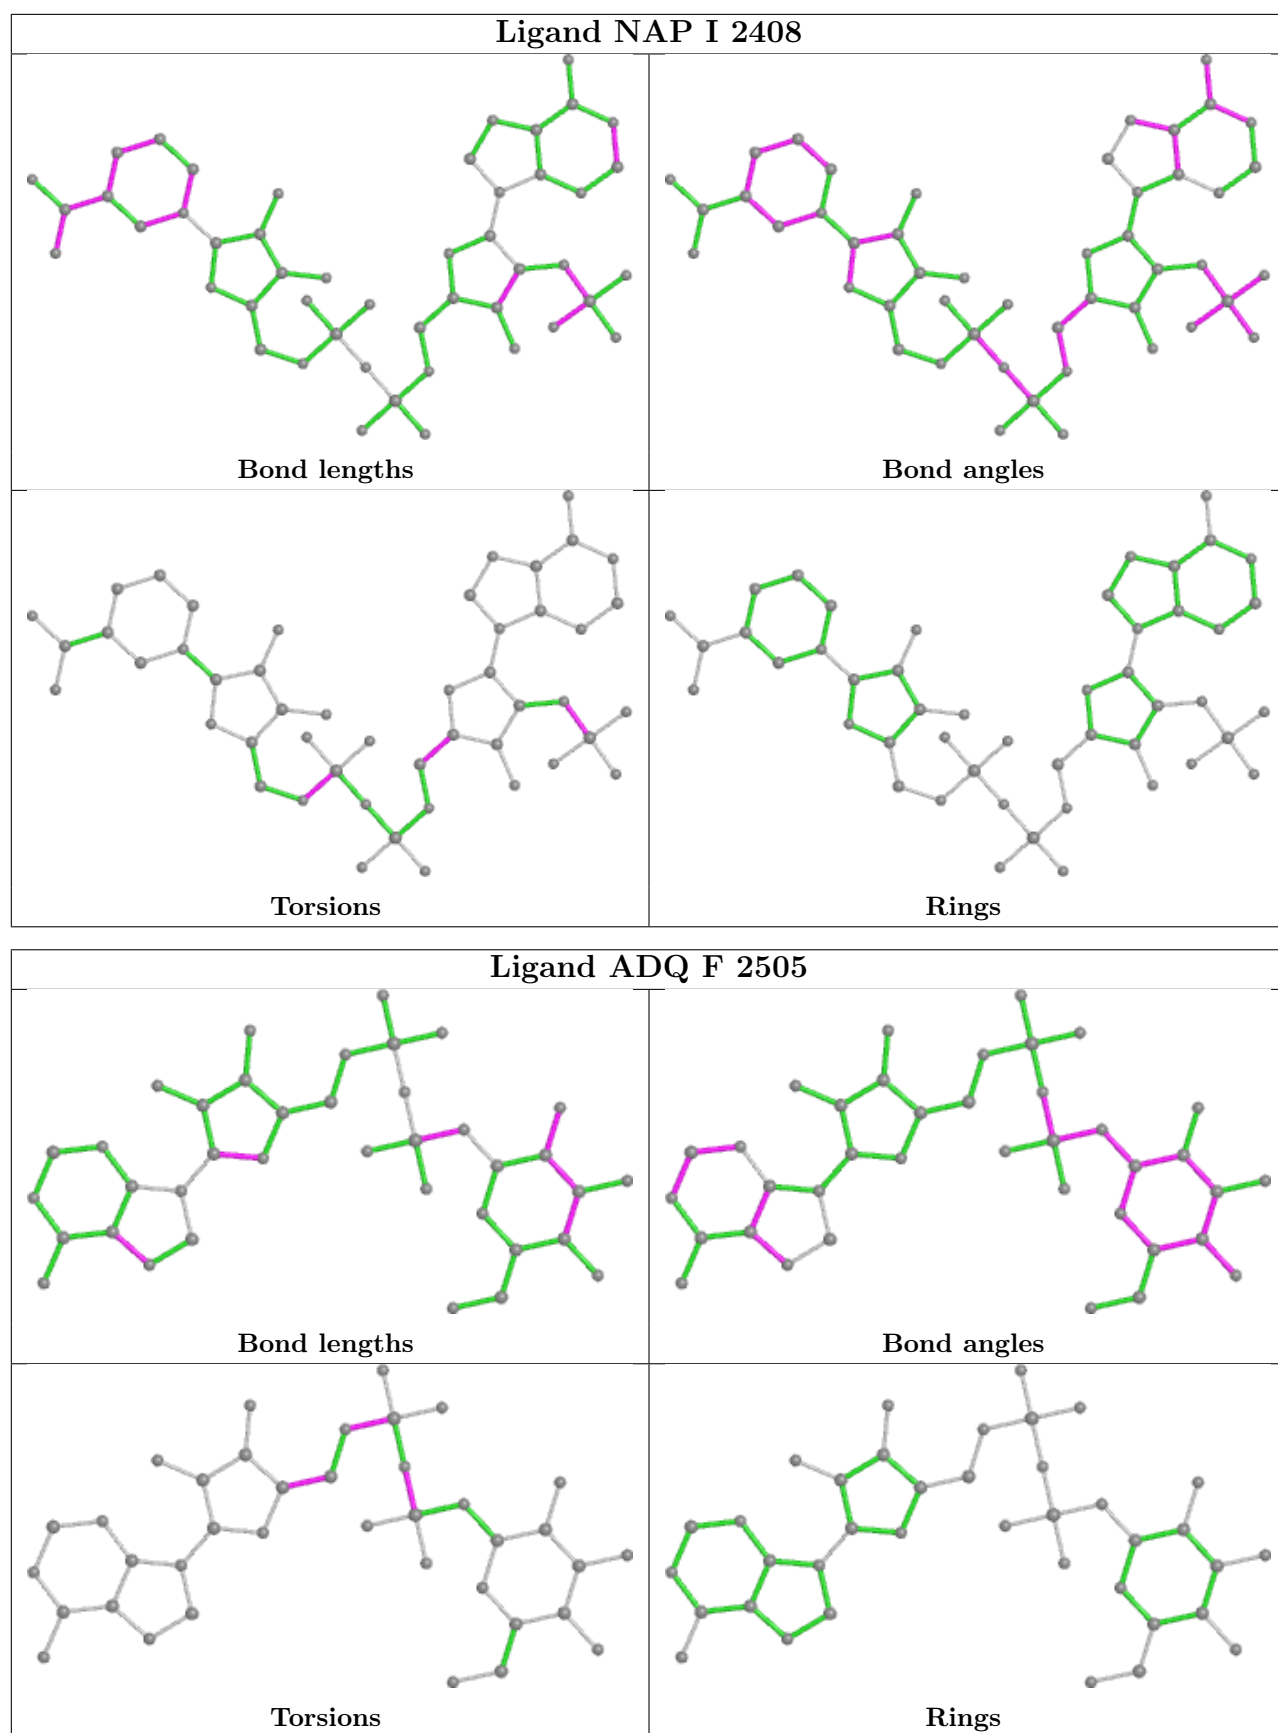 Ligand NAP I 2408
Bond lengths
Bond angles
Torsions
Rings
Ligand ADQ F 2505
Bond lengths
Bond angles
Torsions
Rings